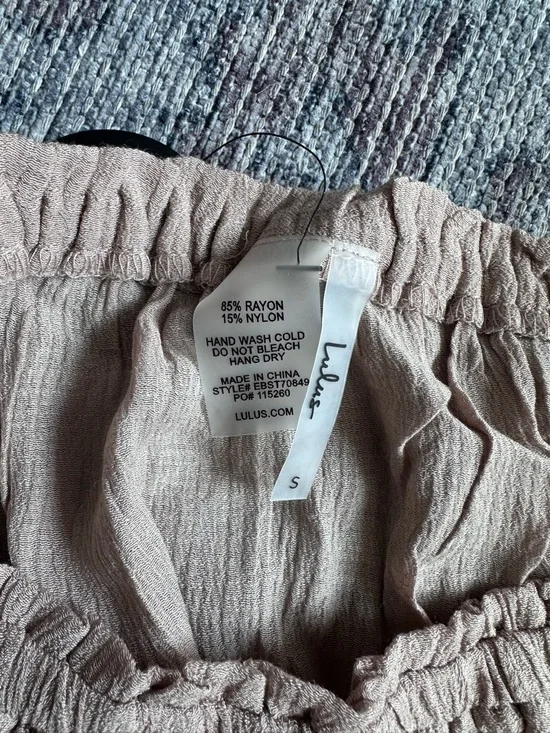 85% RAYON
15% NYLON
HAND WASH COLD
DO NOT BLEACH
HANG DRY
MADE IN CHINA
STYLE# EBST70849
PO# 115260
LULUS.COM
Lulus
S